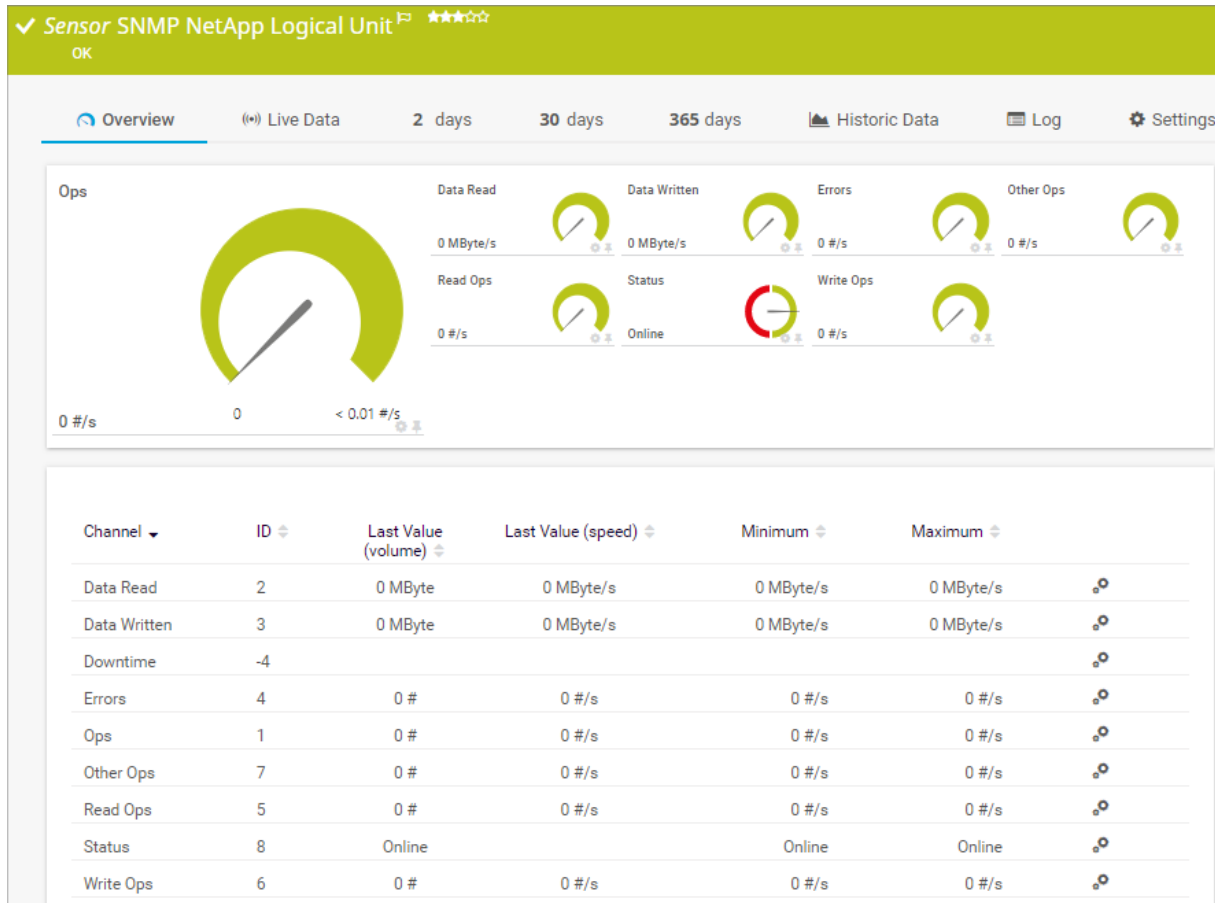 Sensor SNMP NetApp Logical Unit
OK
Overview Live Data 2 days 30 days 365 days Historic Data Log Settings
Ops
0 #/s
0 < 0.01 #/s
Data Read
0 MByte/s
Data Written
0 MByte/s
Errors
0 #/s
Other Ops
0 #/s
Read Ops
0 #/s
Status
Online
Write Ops
0 #/s
Channel ID Last Value (volume) Last Value (speed) Minimum Maximum
Data Read 2 0 MByte 0 MByte/s 0 MByte/s 0 MByte/s
Data Written 3 0 MByte 0 MByte/s 0 MByte/s 0 MByte/s
Downtime -4
Errors 4 0 # 0 #/s 0 #/s 0 #/s
Ops 1 0 # 0 #/s 0 #/s 0 #/s
Other Ops 7 0 # 0 #/s 0 #/s 0 #/s
Read Ops 5 0 # 0 #/s 0 #/s 0 #/s
Status 8 Online Online Online
Write Ops 6 0 # 0 #/s 0 #/s 0 #/s